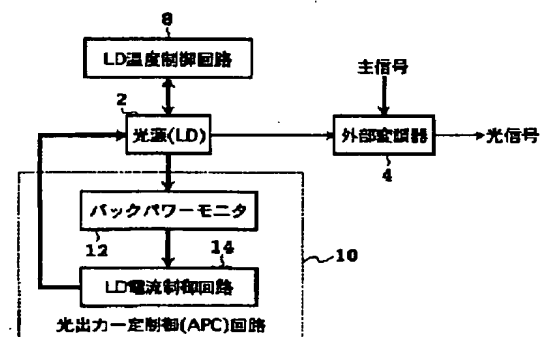 8
LD温度制御回路
主信号
2
光源(LD)
外部変調器
光信号
4
バックパワーモニタ
12
14
10
LD電流制御回路
光出力一定制御(APC)回路